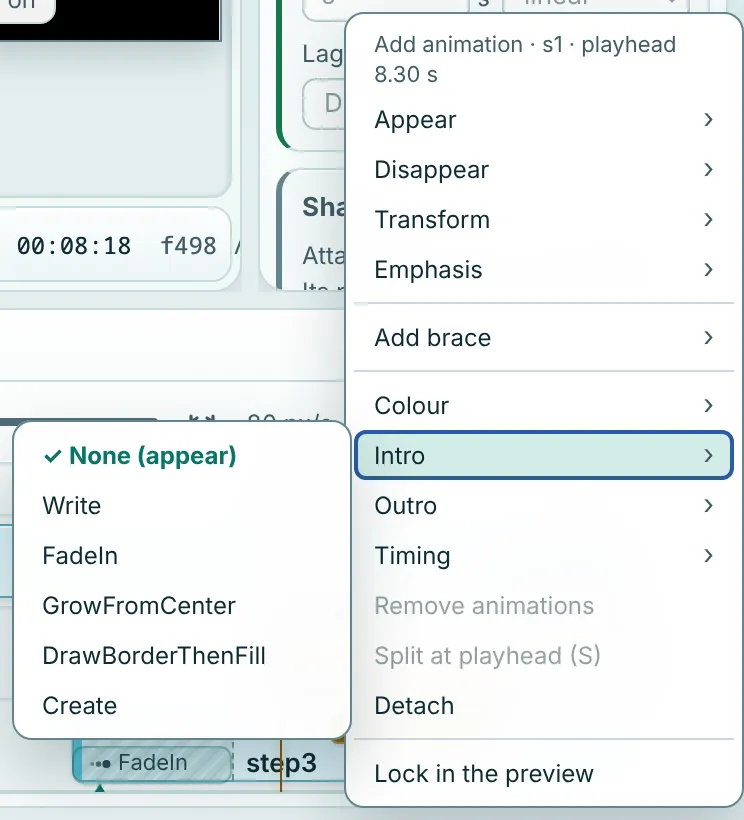 on
s
linear
Add animation · s1 · playhead
8.30 s
Lag
D
Appear
Disappear
Transform
Emphasis
Sha
Atta
00:08:18 f498 /
Add brace
Colour
Intro
Outro
Timing
Remove animations
Split at playhead (S)
Detach
Lock in the preview
✓ None (appear)
Write
FadeIn
GrowFromCenter
DrawBorderThenFill
Create
FadeIn
step3